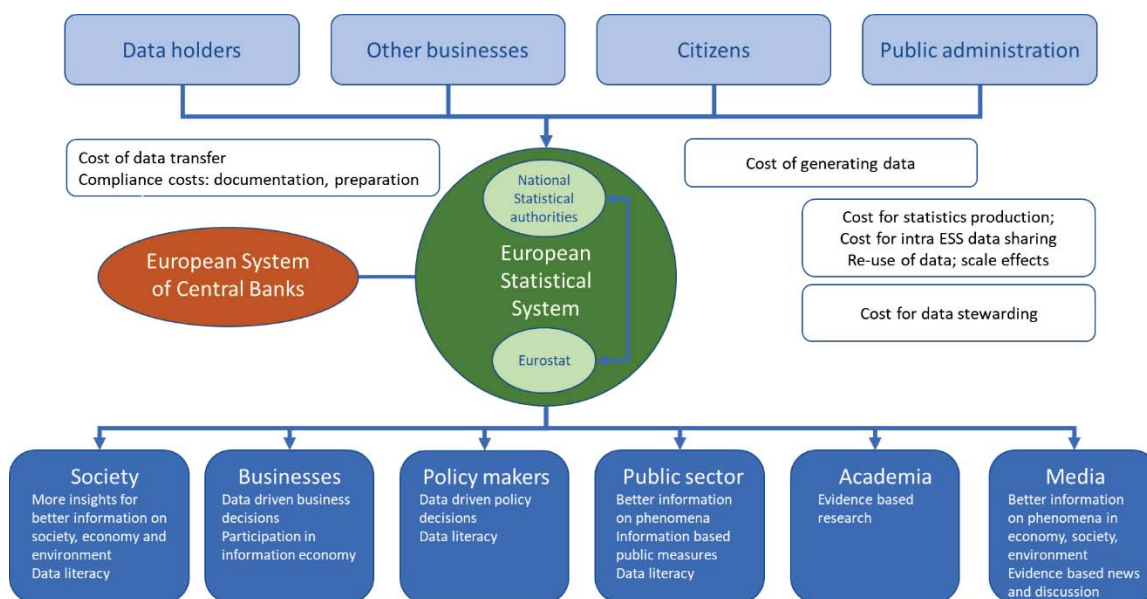 Data holders
Other businesses
Citizens
Public administration
Cost of data transfer
Compliance costs: documentation, preparation
Cost of generating data
National
Statistical
authorities
Cost for statistics production;
Cost for intra ESS data sharing
Re-use of data; scale effects
European System
of Central Banks
European
Statistical
System
Cost for data stewarding
Eurostat
Society
More insights for
better information on
society, economy and
environment
Data literacy
Businesses
Data driven business
decisions
Participation in
information economy
Policy makers
Data driven policy
decisions
Data literacy
Public sector
Better information
on phenomena
Information based
public measures
Data literacy
Academia
Evidence based
research
Media
Better information
on phenomena in
economy, society,
environment
Evidence based news
and discussion